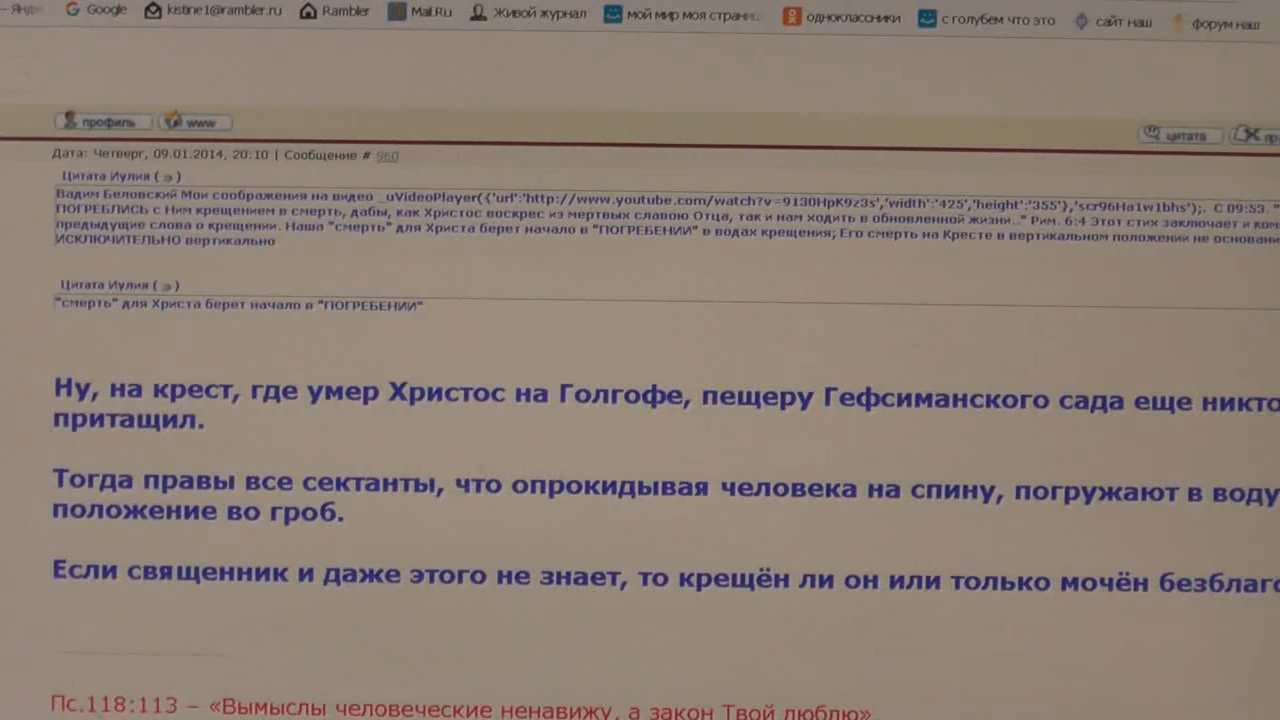 Яндекс Google kistine1@rambler.ru Rambler Mail.Ru живой журнал мой мир моя страни.. одноклассники с голубем что это сайт наш форум наш
профиль www цитата
Дата: Четверг, 09.01.2014, 20:10 | Сообщение # 960
Цитата Иулия ( )
Вадим Беловский Мои соображения на видео _uVideoPlayer({'url':'http://www.youtube.com/watch?v=9130HpK9z3s','width':'425','height':'355'},'scr96Ha1w1bhs');. С 09:53. "
ПОГРЕБЛИСЬ с Ним крещением в смерть, дабы, как Христос воскрес из мертвых славою Отца, так и нам ходить в обновленной жизни.." Рим. 6:4 Этот стих заключает и ком
предыдущие слова о крещении. Наша "смерть" для Христа берет начало в "ПОГРЕБЕНИИ" в водах крещения; Его смерть на Кресте в вертикальном положении не основани
ИСКЛЮЧИТЕЛЬНО вертикально
Цитата Иулия ( )
"смерть" для Христа берет начало в "ПОГРЕБЕНИИ"
Ну, на крест, где умер Христос на Голгофе, пещеру Гефсиманского сада еще никто
притащил.
Тогда правы все сектанты, что опрокидывая человека на спину, погружают в воду
положение во гроб.
Если священник и даже этого не знает, то крещён ли он или только мочён безблаго
Пс.118:113 – «Вымыслы человеческие ненавижу, а закон Твой люблю»